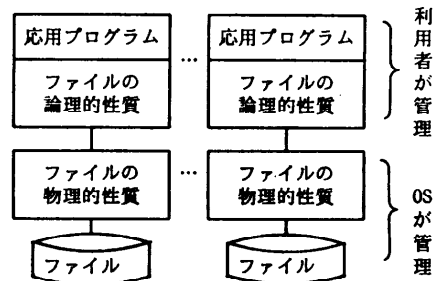 応用プログラム
ファイルの
論理的性質
ファイルの
物理的性質
ファイル
…
…
応用プログラム
ファイルの
論理的性質
ファイルの
物理的性質
ファイル
利用者が管理
OSが管理